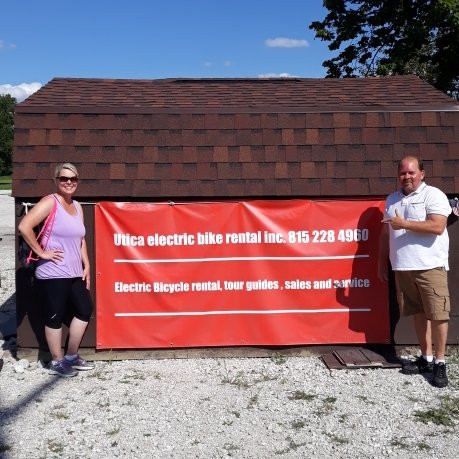 Utica electric bike rental inc. 815 228 4960
Electric Bicycle rental, tour guides , sales and service